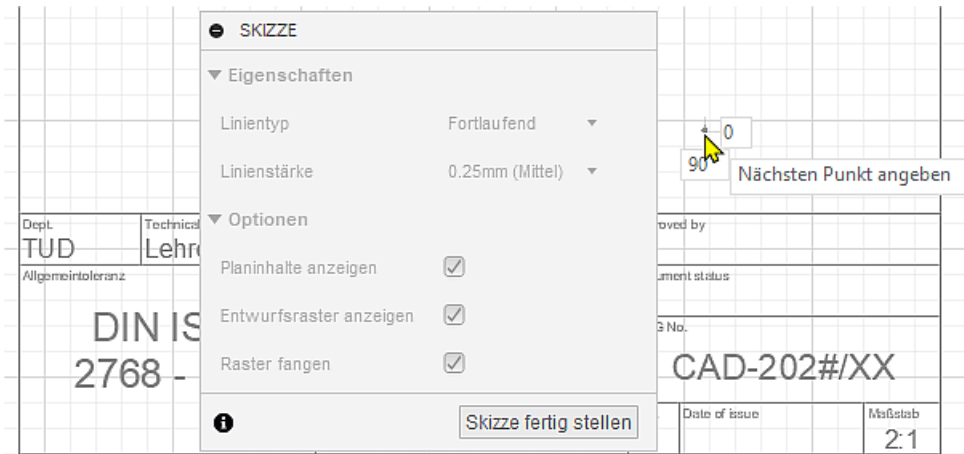 SKIZZE
Eigenschaften
Linientyp Fortlaufend
Linienstärke 0.25mm (Mittel)
Optionen
Planinhalte anzeigen
Entwurfsraster anzeigen
Raster fangen
Skizze fertig stellen
0
90
Nächsten Punkt angeben
Dept.
TUD
Technical
Lehr
Allgemeintoleranz
DIN IS
2768 -
oved by
ument status
G No.
CAD-202#/XX
Date of issue
Maßstab
2:1